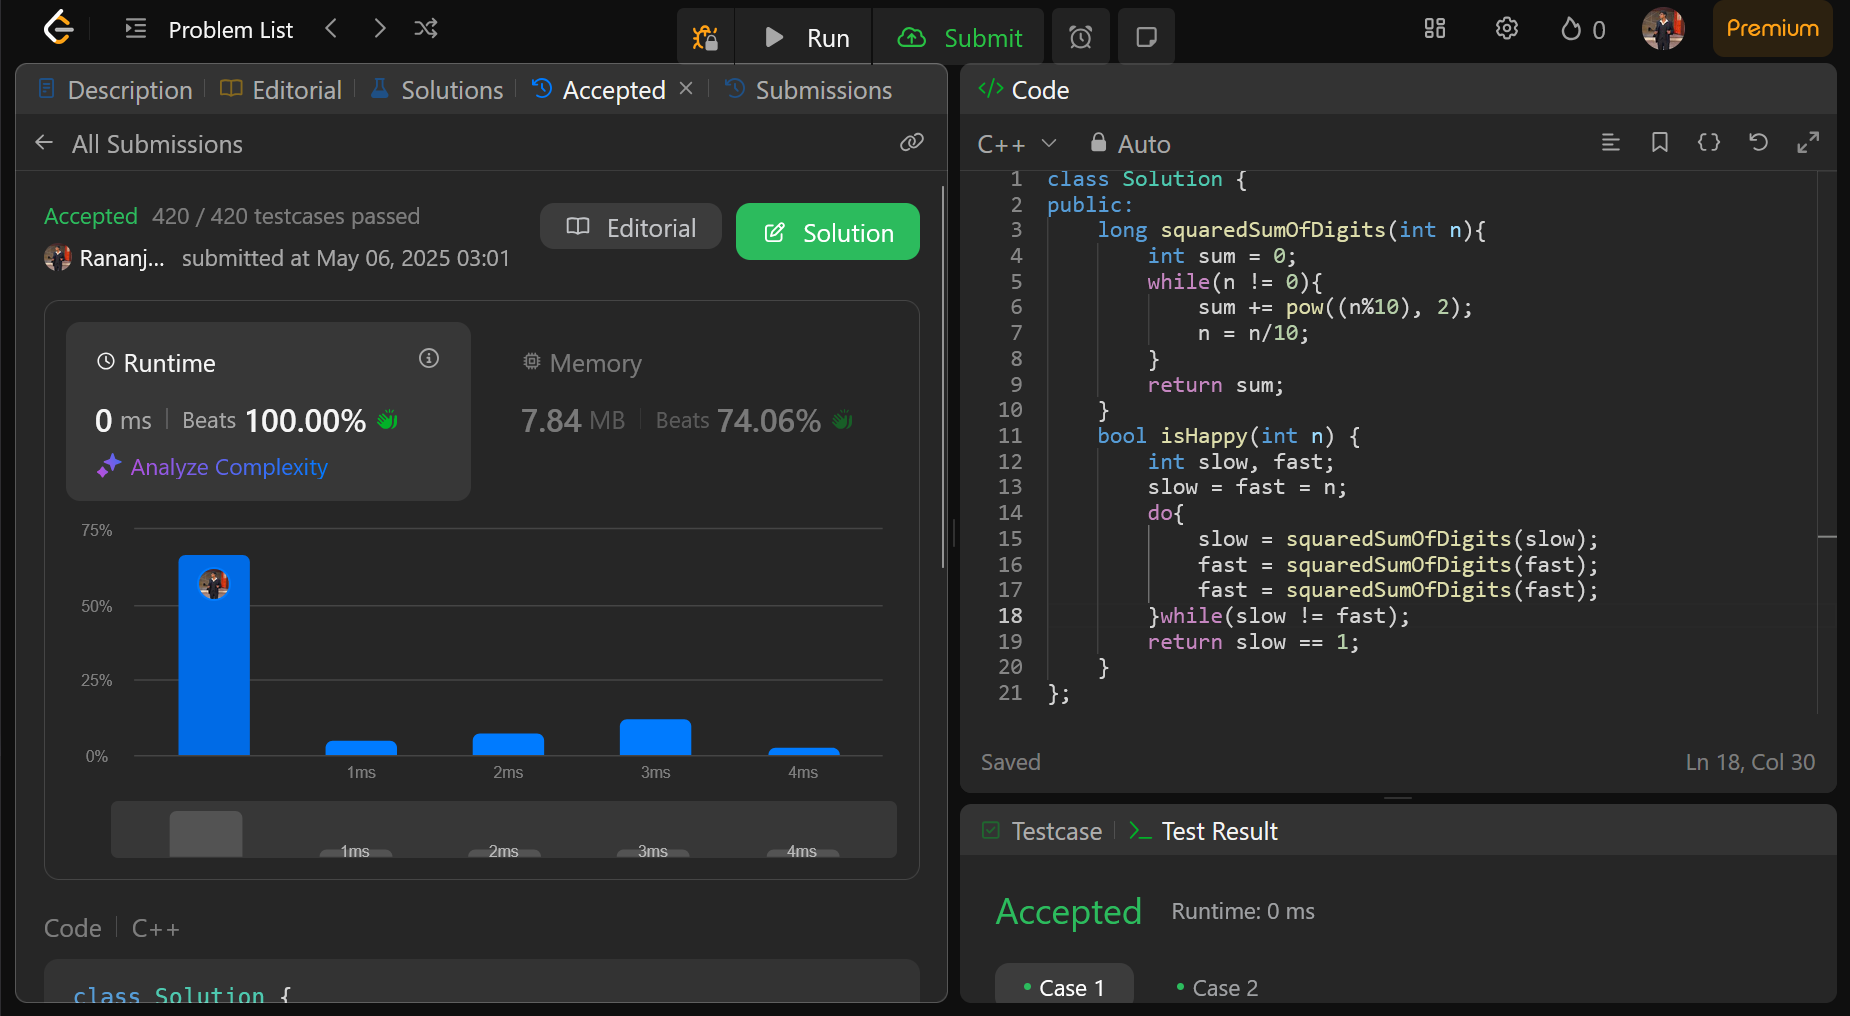 Problem List
Run
Submit
0
Premium
Description
Editorial
Solutions
Accepted
Submissions
All Submissions
Accepted 420 / 420 testcases passed
Rananj... submitted at May 06, 2025 03:01
Editorial
Solution
Runtime
0 ms Beats 100.00%
Analyze Complexity
Memory
7.84 MB Beats 74.06%
75%
50%
25%
0%
1ms 2ms 3ms 4ms
1ms 2ms 3ms 4ms
Code C++
class Solution {
</> Code
C++ Auto
1 class Solution {
2 public:
3     long squaredSumOfDigits(int n){
4         int sum = 0;
5         while(n != 0){
6             sum += pow((n%10), 2);
7             n = n/10;
8         }
9         return sum;
10     }
11     bool isHappy(int n) {
12         int slow, fast;
13         slow = fast = n;
14         do{
15             slow = squaredSumOfDigits(slow);
16             fast = squaredSumOfDigits(fast);
17             fast = squaredSumOfDigits(fast);
18         }while(slow != fast);
19         return slow == 1;
20     }
21 };
Saved
Ln 18, Col 30
Testcase
Test Result
Accepted Runtime: 0 ms
Case 1
Case 2